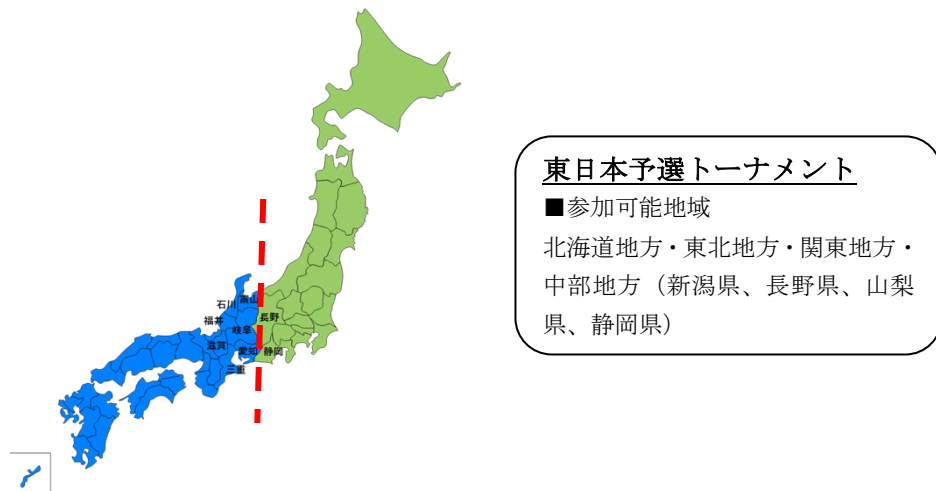 東日本予選トーナメント
■参加可能地域
北海道地方・東北地方・関東地方・
中部地方（新潟県、長野県、山梨
県、静岡県）
石川
富山
福井
長野
岐阜
滋賀
愛知
静岡
三重